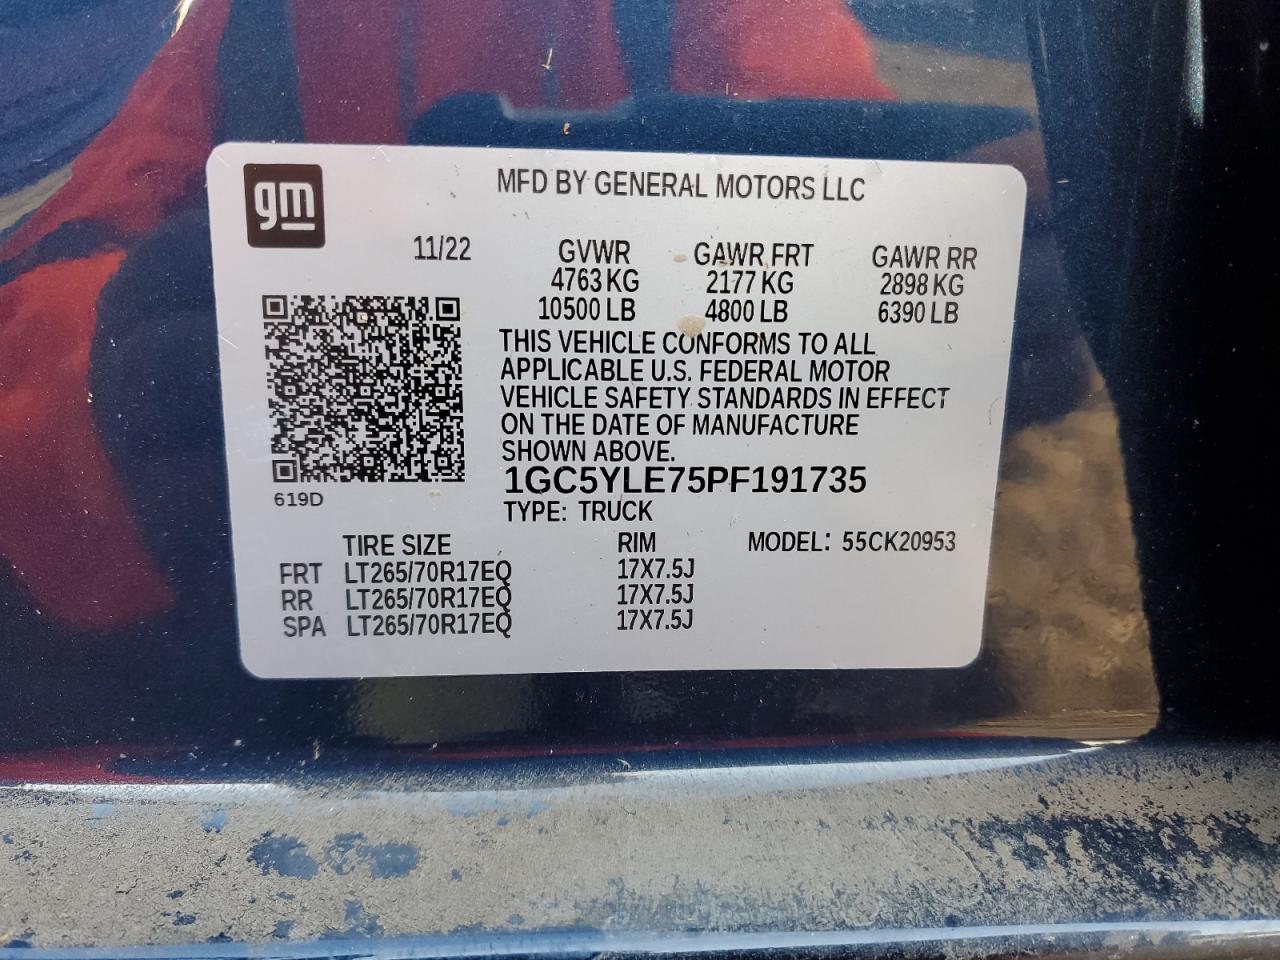 gm
MFD BY GENERAL MOTORS LLC
11/22 GVWR GAWR FRT GAWR RR
4763 KG 2177 KG 2898 KG
10500 LB 4800 LB 6390 LB
THIS VEHICLE CONFORMS TO ALL
APPLICABLE U.S. FEDERAL MOTOR
VEHICLE SAFETY STANDARDS IN EFFECT
ON THE DATE OF MANUFACTURE
SHOWN ABOVE.
1GC5YLE75PF191735
619D
TYPE: TRUCK
TIRE SIZE RIM MODEL: 55CK20953
FRT LT265/70R17EQ 17X7.5J
RR LT265/70R17EQ 17X7.5J
SPA LT265/70R17EQ 17X7.5J